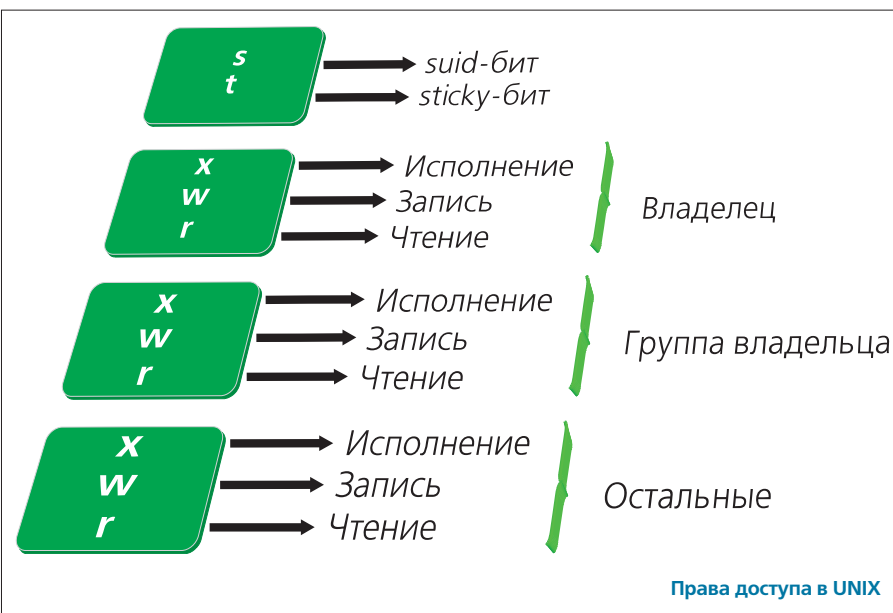 s suid-бит
t sticky-бит
x Исполнение
w Запись
r Чтение
Владелец
x Исполнение
w Запись
r Чтение
Группа владельца
x Исполнение
w Запись
r Чтение
Остальные
Права доступа в UNIX